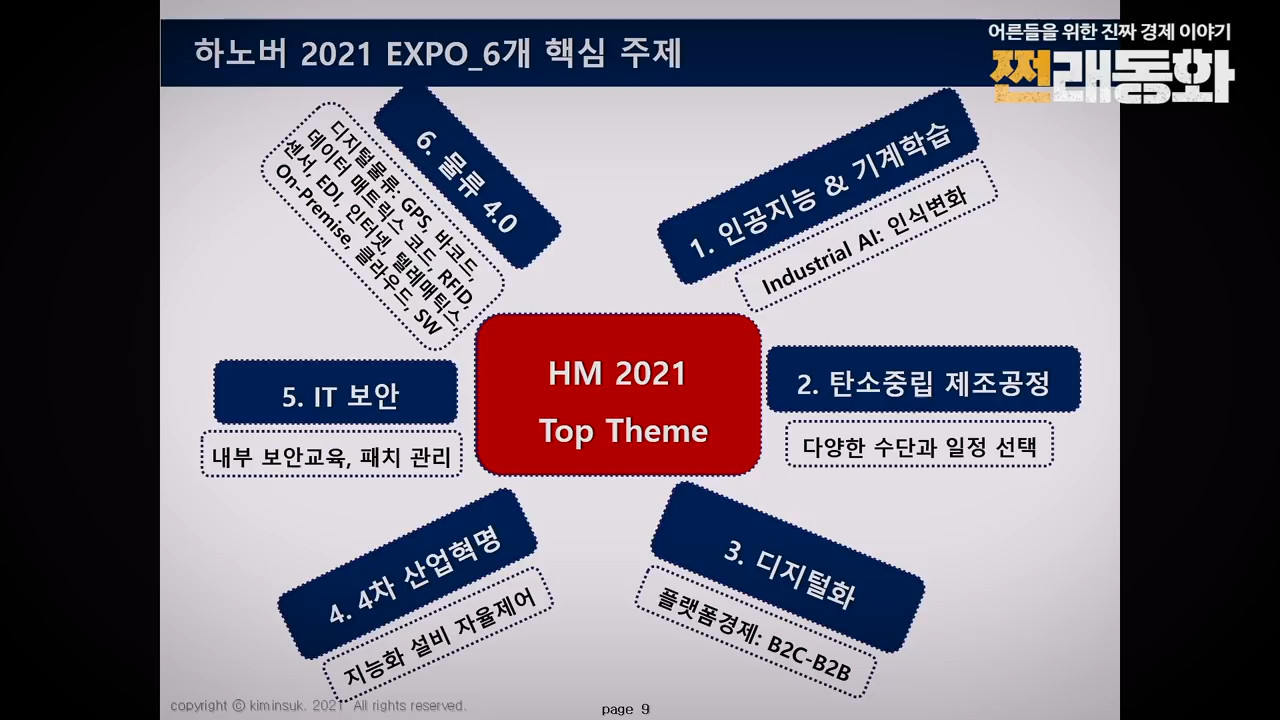 하노버 2021 EXPO_6개 핵심 주제
어른들을 위한 진짜 경제 이야기
쩐래동화
6. 물류 4.0
디지털물류: GPS, 바코드,
데이터 매트릭스 코드 RFID,
센서, EDI, 인터넷, 텔레매틱스,
On-Premise, 클라우드, SW
1. 인공지능 & 기계학습
Industrial AI: 인식변화
HM 2021
Top Theme
2. 탄소중립 제조공정
다양한 수단과 일정 선택
5. IT 보안
내부 보안교육, 패치 관리
4. 4차 산업혁명
지능화 설비 자율제어
3. 디지털화
플랫폼경제: B2C-B2B
copyright ⓒ kiminsuk. 2021 All rights reserved.
page 9